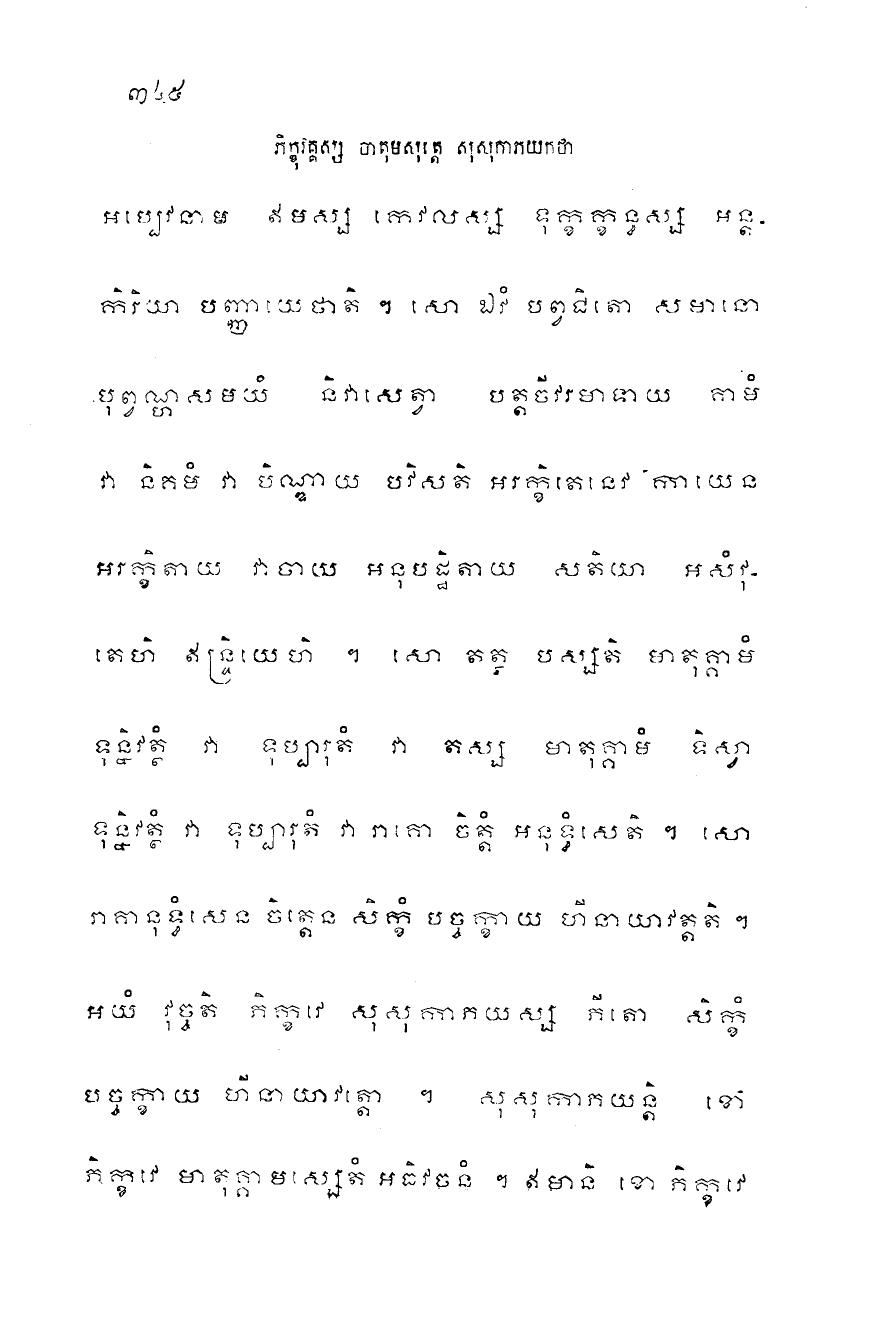 ៣៤៥
ភិក្ខុវគ្គស្ស ចាតុមសុត្តេ សុសុកាភយកថា
អប្បេវនាម ឥមស្ស កេវលស្ស ទុក្ខក្ខន្ធស្ស អន្ត-
កិរិយា បញ្ញាយេថាតិ ។ សោ ឯវំ បព្វជិតោ សមានោ
បុព្វណ្ហសមយំ និវាសេត្វា បត្តចីវរមាទាយ គាមំ
វា និគមំ វា បិណ្ឌាយ បវិសតិ អរក្ខិតេនេវ កាយេន
អរក្ខិតាយ វាចាយ អនុបដ្ឋិតាយ សតិយា អសំវុ-
តេហិ ឥន្ទ្រិយេហិ ។ សោ តត្ថ បស្សតិ មាតុគ្គាមំ
ទុន្និវត្ថំ វា ទុប្បារុតំ វា តស្ស មាតុគ្គាមំ ទិស្វា
ទុន្និវត្ថំ វា ទុប្បារុតំ វា រាគោ ចិត្តំ អនុទ្ធំសេតិ ។ សោ
រាគានុទ្ធំសេន ចិត្តេន សិក្ខំ បច្ចក្ខាយ ហីនាយាវត្តតិ ។
អយំ វុច្ចតិ ភិក្ខវេ សុសុកាភយស្ស ភីតោ សិក្ខំ
បច្ចក្ខាយ ហីនាយាវត្តោ ។ សុសុកាភយន្តិ ខោ
ភិក្ខវេ មាតុគ្គាមស្សេតំ អធិវចនំ ។ ឥមានិ ខោ ភិក្ខវេ